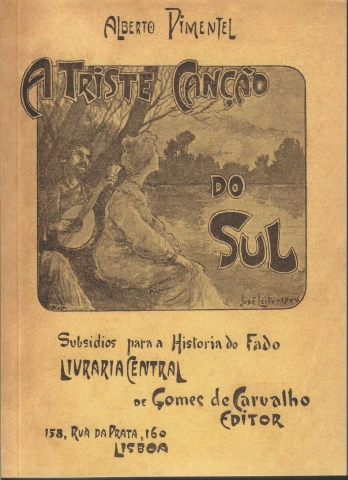 ALBERTO PIMENTEL
A TRISTE CANÇÃO
DO
SUL
José Leite - 1904
Subsidios para a Historia do Fado
LIVRARIA CENTRAL
DE Gomes de Carvalho
EDITOR
158, RUA DA PRATA, 160
LISBOA